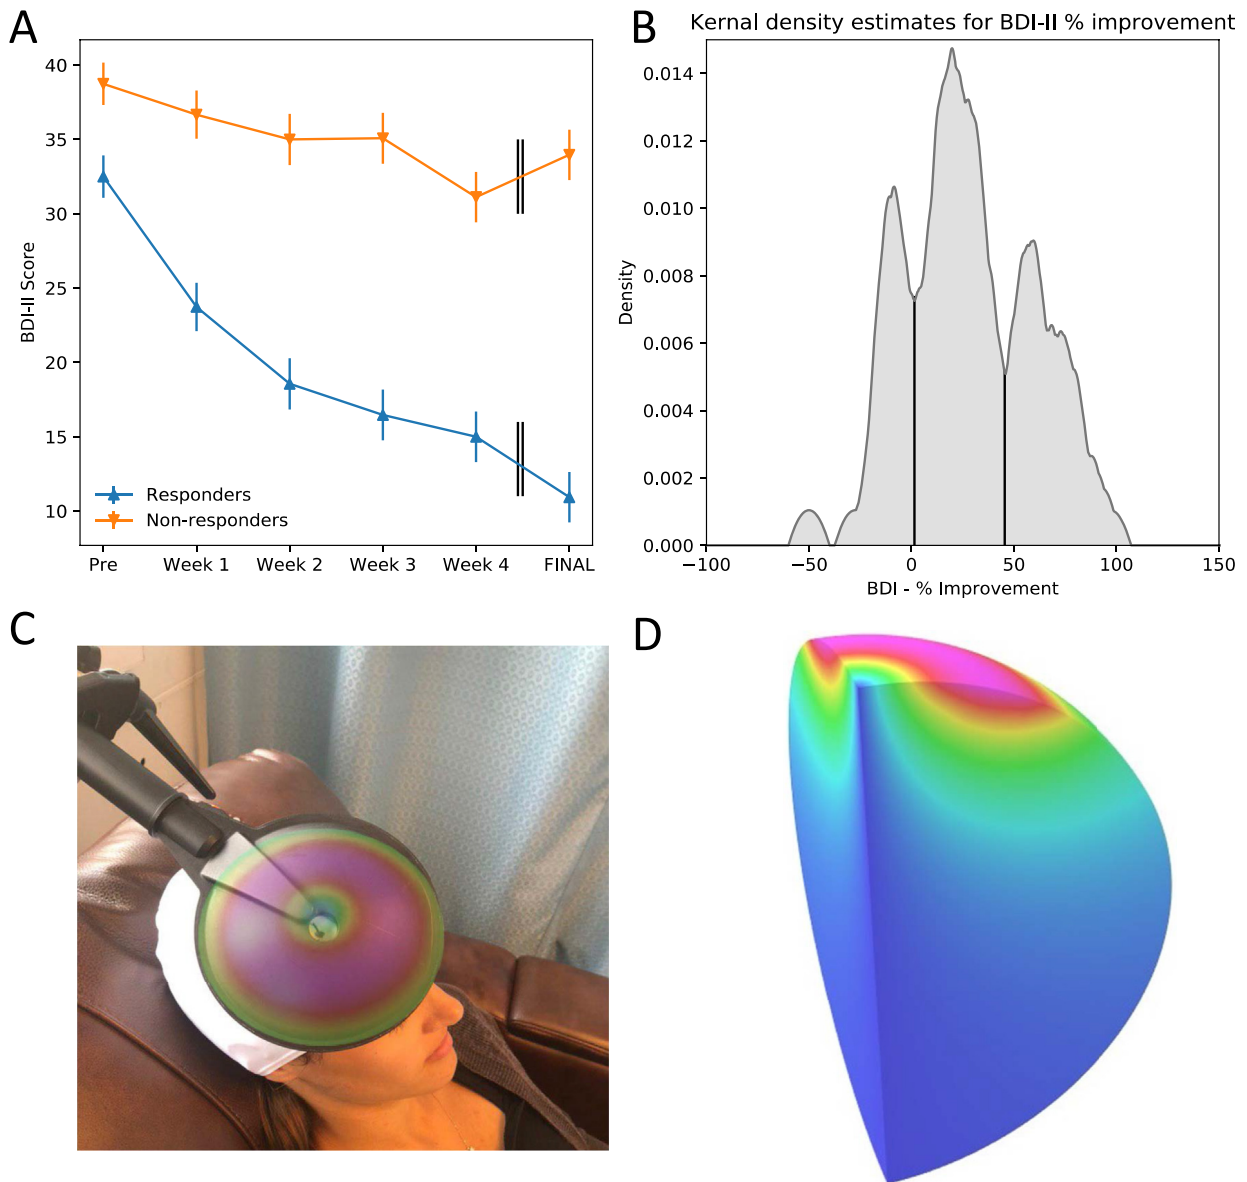 A
40
35
30
25
20
15
10
BDI-II Score
Responders
Non-responders
Pre Week 1 Week 2 Week 3 Week 4 FINAL
B
Kernal density estimates for BDI-II % improvement
0.014
0.012
0.010
0.008
0.006
0.004
0.002
0.000
Density
−100 −50 0 50 100 150
BDI - % Improvement
C
D